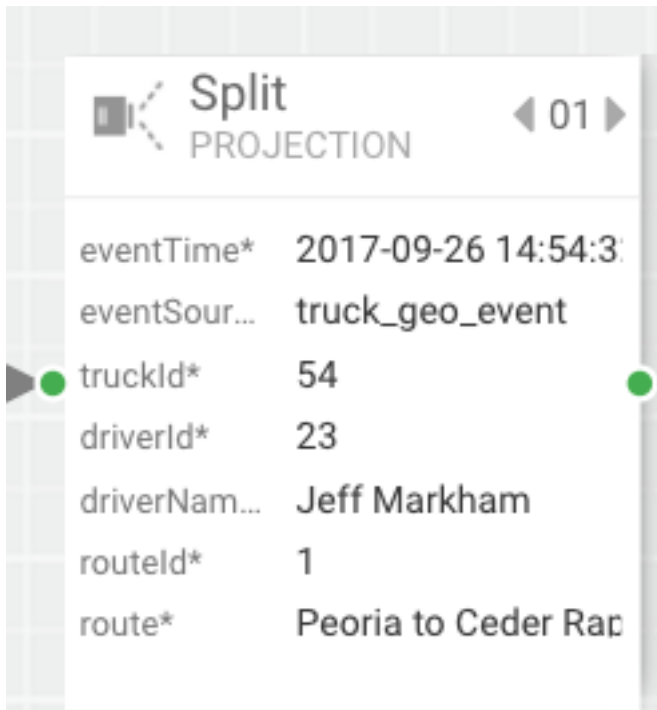 Split
PROJECTION
01
eventTime* 2017-09-26 14:54:3
eventSour... truck_geo_event
truckId* 54
driverId* 23
driverNam... Jeff Markham
routeId* 1
route* Peoria to Ceder Rap